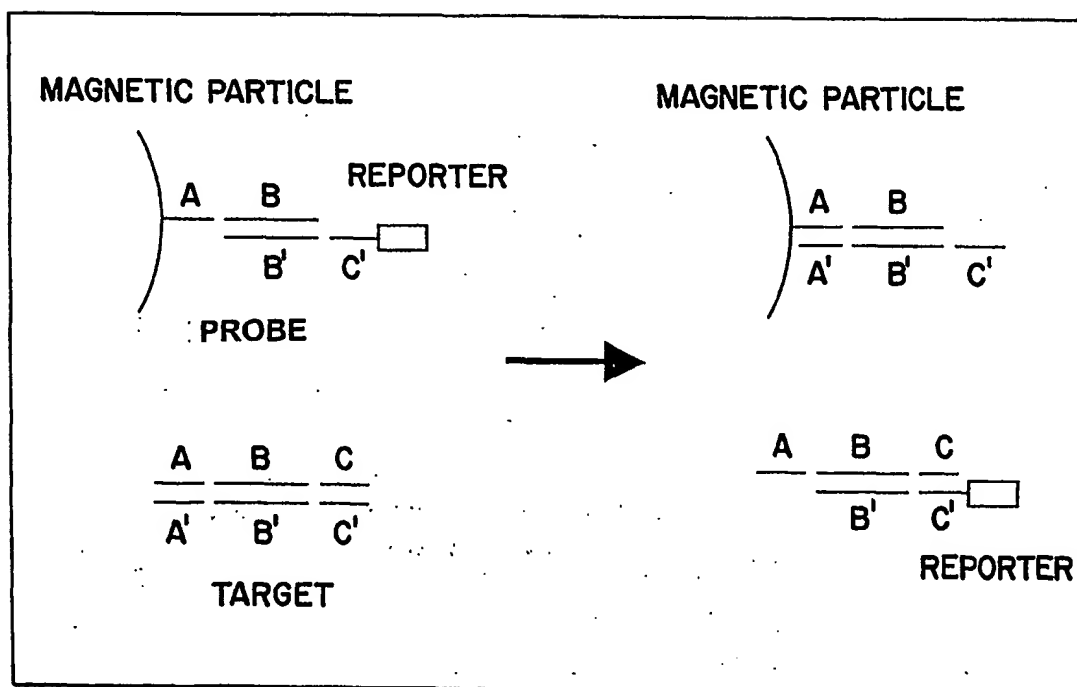 MAGNETIC PARTICLE
REPORTER
A B
B' C'
PROBE
A B C
A' B' C'
TARGET
MAGNETIC PARTICLE
A B
A' B' C'
A B C
B' C'
REPORTER